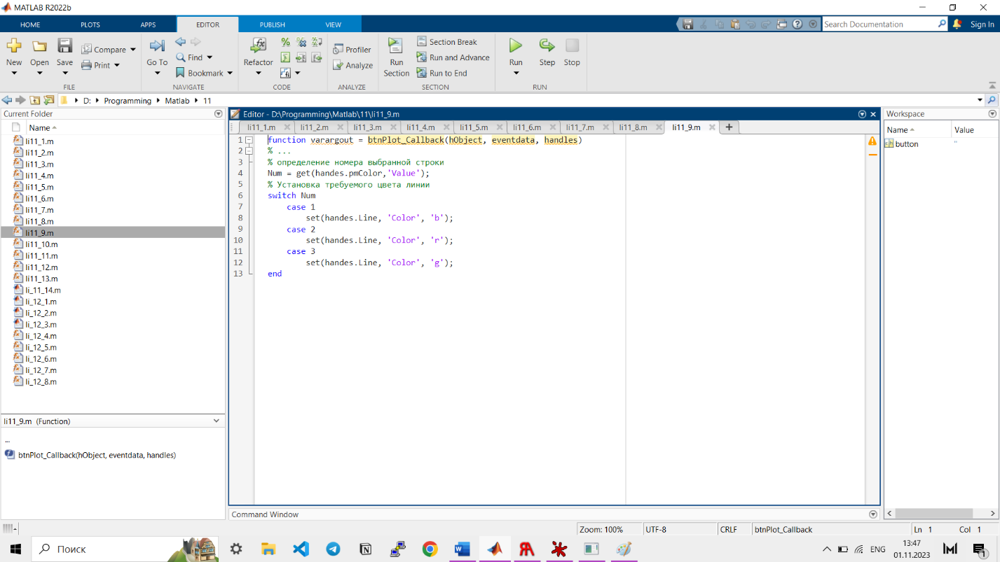 MATLAB R2022b
HOME PLOTS APPS EDITOR PUBLISH VIEW Search Documentation Sign In
New Open Save Compare Print Go To Find Bookmark Refactor Profiler Analyze Run Section Section Break Run and Advance Run to End Run Step Stop
FILE NAVIGATE CODE ANALYZE SECTION RUN
D: Programming Matlab 11
Current Folder
Name
li11_1.m
li11_2.m
li11_3.m
li11_4.m
li11_5.m
li11_6.m
li11_7.m
li11_8.m
li11_9.m
li11_10.m
li11_11.m
li11_12.m
li11_13.m
li_11_14.m
li_12_1.m
li_12_2.m
li_12_3.m
li_12_4.m
li_12_5.m
li_12_6.m
li_12_7.m
li_12_8.m
li11_9.m (Function)
...
btnPlot_Callback(hObject, eventdata, handles)
Editor - D:\Programming\Matlab\11\li11_9.m
li11_1.m li11_2.m li11_3.m li11_4.m li11_5.m li11_6.m li11_7.m li11_8.m li11_9.m
1 function varargout = btnPlot_Callback(hObject, eventdata, handles)
2 % ...
3 % определение номера выбранной строки
4 Num = get(handes.pmColor,'Value');
5 % Установка требуемого цвета линии
6 switch Num
7 case 1
8 set(handes.Line, 'Color', 'b');
9 case 2
10 set(handes.Line, 'Color', 'r');
11 case 3
12 set(handes.Line, 'Color', 'g');
13 end
Command Window
Workspace
Name Value
button ''
Zoom: 100% UTF-8 CRLF btnPlot_Callback Ln 1 Col 1
Поиск
ENG
13:47
01.11.2023
1